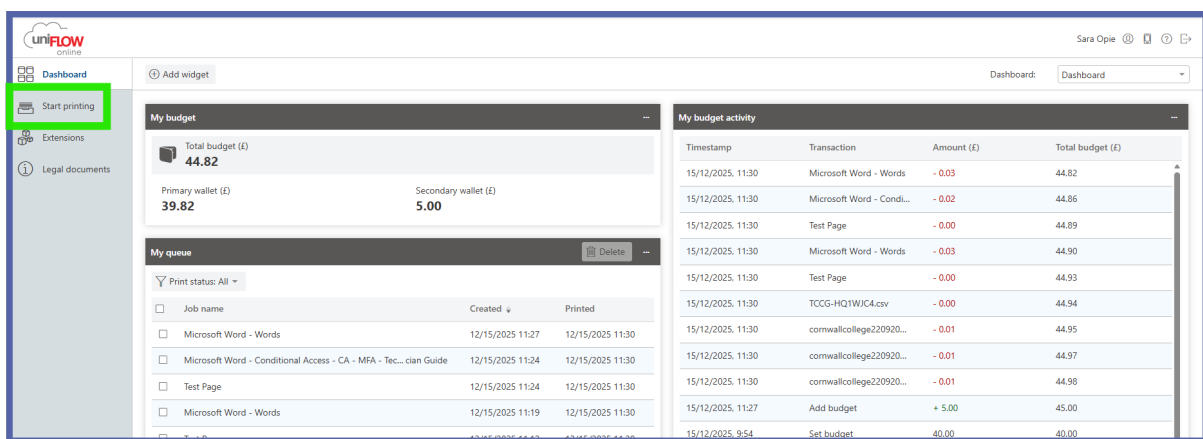 uniFLOW
online
Sara Opie
Dashboard
Start printing
Extensions
Legal documents
Add widget
Dashboard: Dashboard
My budget
Total budget (£)
44.82
Primary wallet (£) Secondary wallet (£)
39.82 5.00
My queue Delete
Print status: All
Job name Created Printed
Microsoft Word - Words 12/15/2025 11:27 12/15/2025 11:30
Microsoft Word - Conditional Access - CA - MFA - Tec... cian Guide 12/15/2025 11:24 12/15/2025 11:30
Test Page 12/15/2025 11:24 12/15/2025 11:30
Microsoft Word - Words 12/15/2025 11:19 12/15/2025 11:30
My budget activity
Timestamp Transaction Amount (£) Total budget (£)
15/12/2025, 11:30 Microsoft Word - Words - 0.03 44.82
15/12/2025, 11:30 Microsoft Word - Condi... - 0.02 44.86
15/12/2025, 11:30 Test Page - 0.00 44.89
15/12/2025, 11:30 Microsoft Word - Words - 0.03 44.90
15/12/2025, 11:30 Test Page - 0.00 44.93
15/12/2025, 11:30 TCCG-HQ1WJC4.csv - 0.00 44.94
15/12/2025, 11:30 cornwallcollege220920... - 0.01 44.95
15/12/2025, 11:30 cornwallcollege220920... - 0.01 44.97
15/12/2025, 11:30 cornwallcollege220920... - 0.01 44.98
15/12/2025, 11:27 Add budget + 5.00 45.00
15/12/2025, 9:54 Set budget 40.00 40.00